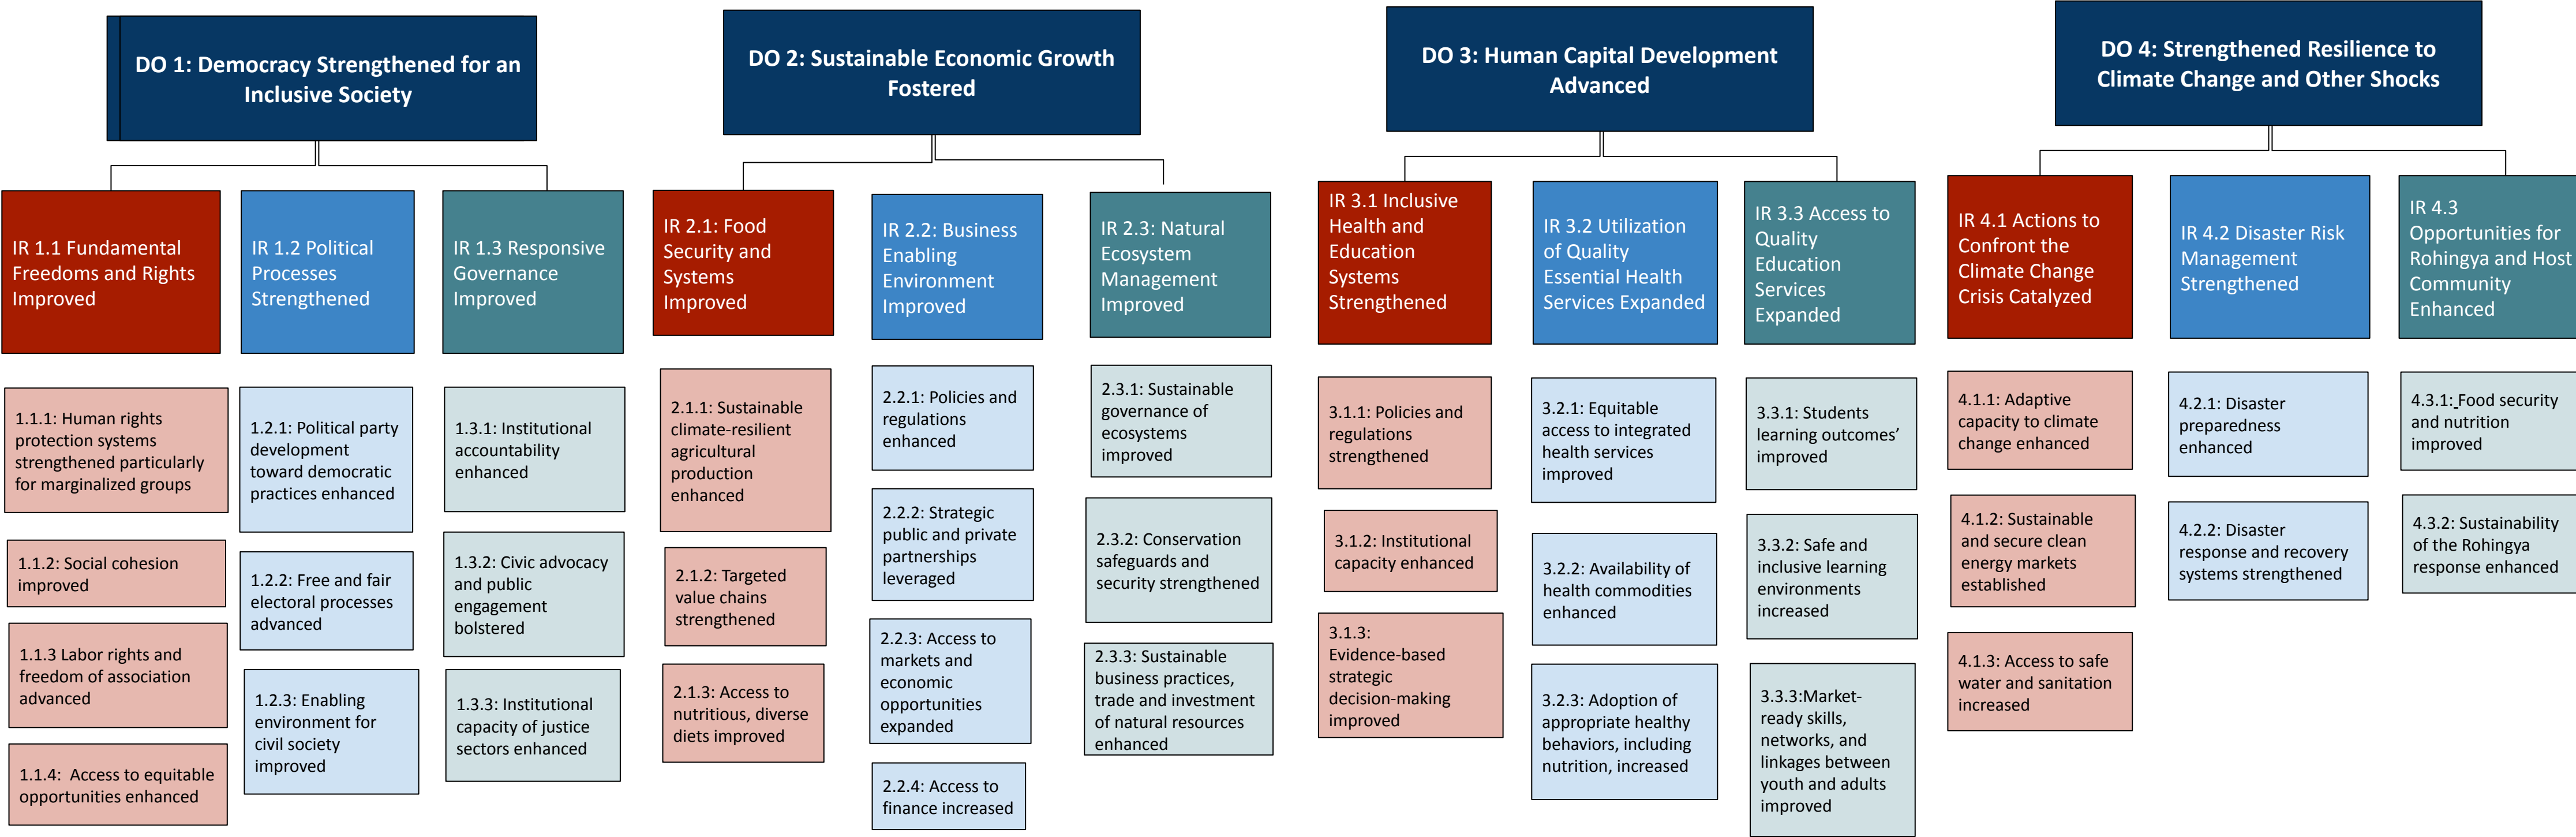 DO 1: Democracy Strengthened for an
Inclusive Society
IR 1.1 Fundamental
Freedoms and Rights
Improved
1.1.1: Human rights
protection systems
strengthened particularly
for marginalized groups
1.1.2: Social cohesion
improved
1.1.3 Labor rights and
freedom of association
advanced
1.1.4:  Access to equitable
opportunities enhanced
IR 1.2 Political
Processes
Strengthened
1.2.1: Political party
development
toward democratic
practices enhanced
1.2.2: Free and fair
electoral processes
advanced
1.2.3: Enabling
environment for
civil society
improved
IR 1.3 Responsive
Governance
Improved
1.3.1: Institutional
accountability
enhanced
1.3.2: Civic advocacy
and public
engagement
bolstered
1.3.3: Institutional
capacity of justice
sectors enhanced
DO 2: Sustainable Economic Growth
Fostered
IR 2.1: Food
Security and
Systems
Improved
2.1.1: Sustainable
climate-resilient
agricultural
production
enhanced
2.1.2: Targeted
value chains
strengthened
2.1.3: Access to
nutritious, diverse
diets improved
IR 2.2: Business
Enabling
Environment
Improved
2.2.1: Policies and
regulations
enhanced
2.2.2: Strategic
public and private
partnerships
leveraged
2.2.3: Access to
markets and
economic
opportunities
expanded
2.2.4: Access to
finance increased
IR 2.3: Natural
Ecosystem
Management
Improved
2.3.1: Sustainable
governance of
ecosystems
improved
2.3.2: Conservation
safeguards and
security strengthened
2.3.3: Sustainable
business practices,
trade and investment
of natural resources
enhanced
DO 3: Human Capital Development
Advanced
IR 3.1 Inclusive
Health and
Education
Systems
Strengthened
3.1.1: Policies and
regulations
strengthened
3.1.2: Institutional
capacity enhanced
3.1.3:
Evidence-based
strategic
decision-making
improved
IR 3.2 Utilization
of Quality
Essential Health
Services Expanded
3.2.1: Equitable
access to integrated
health services
improved
3.2.2: Availability of
health commodities
enhanced
3.2.3: Adoption of
appropriate healthy
behaviors, including
nutrition, increased
IR 3.3 Access to
Quality
Education
Services
Expanded
3.3.1: Students
learning outcomes’
improved
3.3.2: Safe and
inclusive learning
environments
increased
3.3.3:Market-
ready skills,
networks, and
linkages between
youth and adults
improved
DO 4: Strengthened Resilience to
Climate Change and Other Shocks
IR 4.1 Actions to
Confront the
Climate Change
Crisis Catalyzed
4.1.1: Adaptive
capacity to climate
change enhanced
4.1.2: Sustainable
and secure clean
energy markets
established
4.1.3: Access to safe
water and sanitation
increased
IR 4.2 Disaster Risk
Management
Strengthened
4.2.1: Disaster
preparedness
enhanced
4.2.2: Disaster
response and recovery
systems strengthened
IR 4.3
Opportunities for
Rohingya and Host
Community
Enhanced
4.3.1: Food security
and nutrition
improved
4.3.2: Sustainability
of the Rohingya
response enhanced